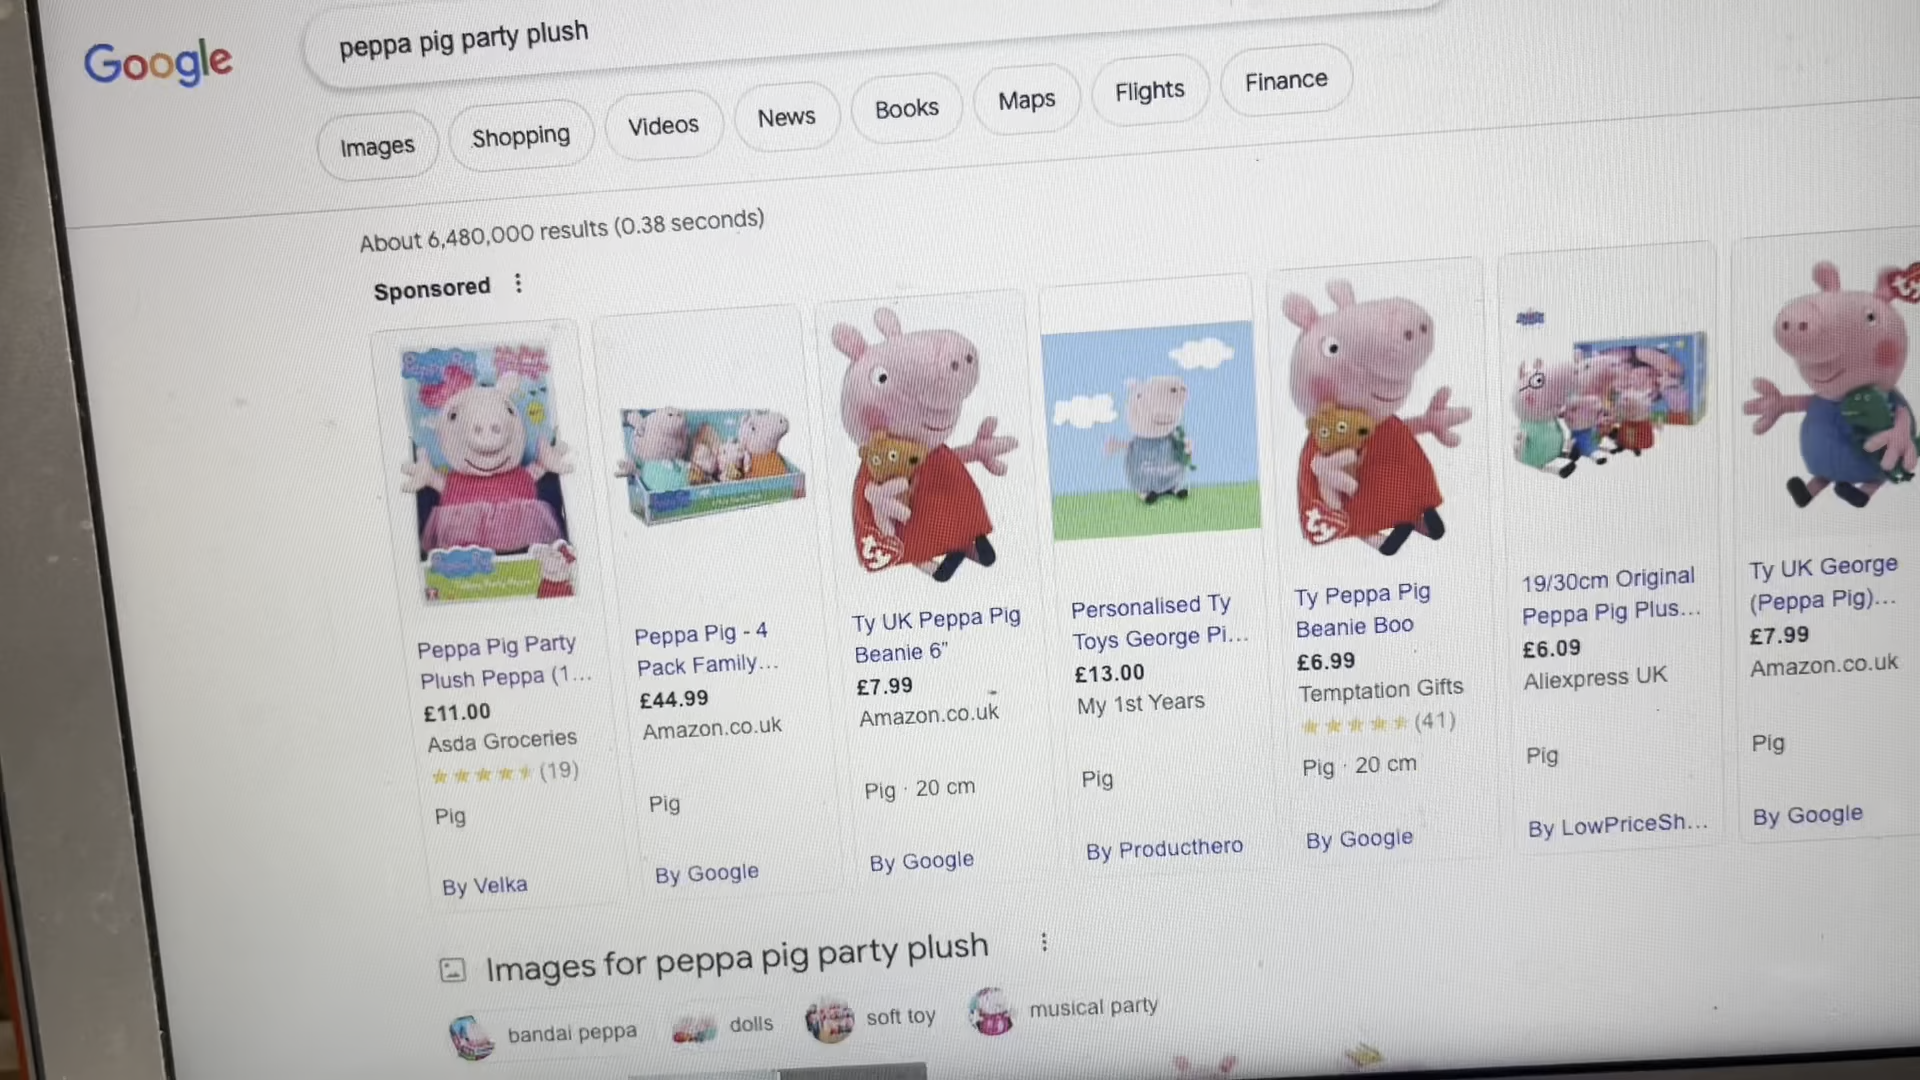 Google
peppa pig party plush
Images
Shopping
Videos
News
Books
Maps
Flights
Finance
About 6,480,000 results (0.38 seconds)
Sponsored
Peppa Pig Party
Plush Peppa (1...
£11.00
Asda Groceries
(19)
Pig
By Velka
Peppa Pig - 4
Pack Family...
£44.99
Amazon.co.uk
Pig
By Google
ty
Ty UK Peppa Pig
Beanie 6”
£7.99
Amazon.co.uk
Pig · 20 cm
By Google
Personalised Ty
Toys George Pi...
£13.00
My 1st Years
Pig
By Producthero
ty
Ty Peppa Pig
Beanie Boo
£6.99
Temptation Gifts
(41)
Pig · 20 cm
By Google
19/30cm Original
Peppa Pig Plus...
£6.09
Aliexpress UK
Pig
By LowPriceSh...
ty
Ty UK George
(Peppa Pig)...
£7.99
Amazon.co.uk
Pig
By Google
Images for peppa pig party plush
bandai peppa
dolls
soft toy
musical party